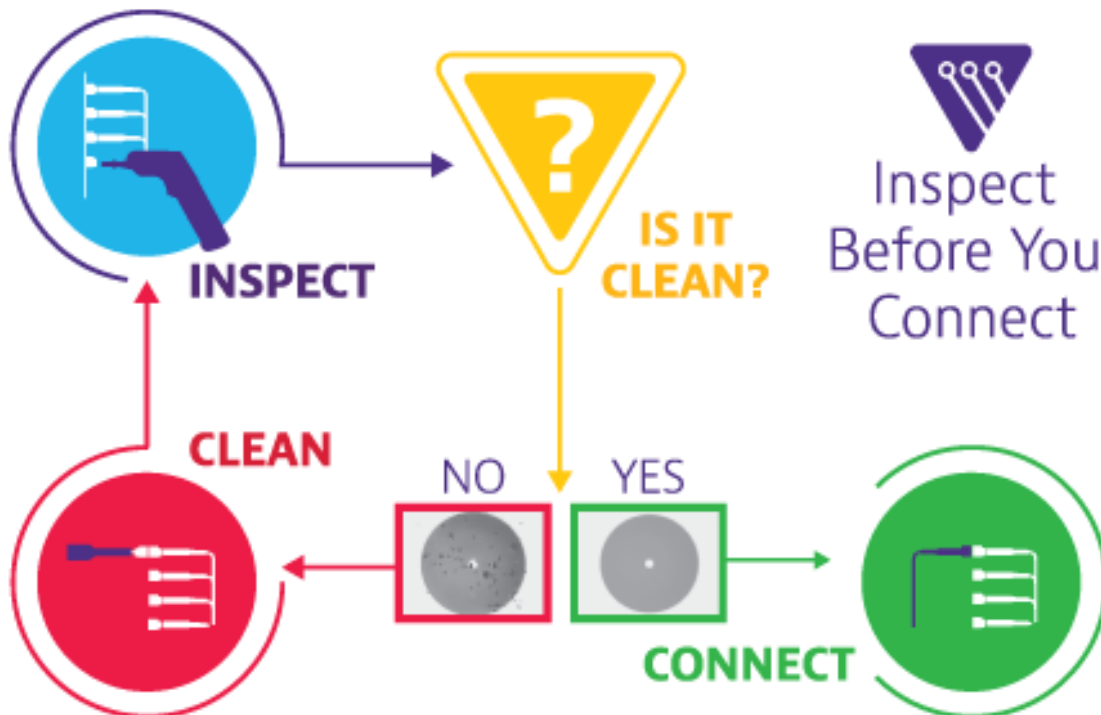 INSPECT
?
IS IT
CLEAN?
Inspect
Before You
Connect
CLEAN
NO
YES
CONNECT